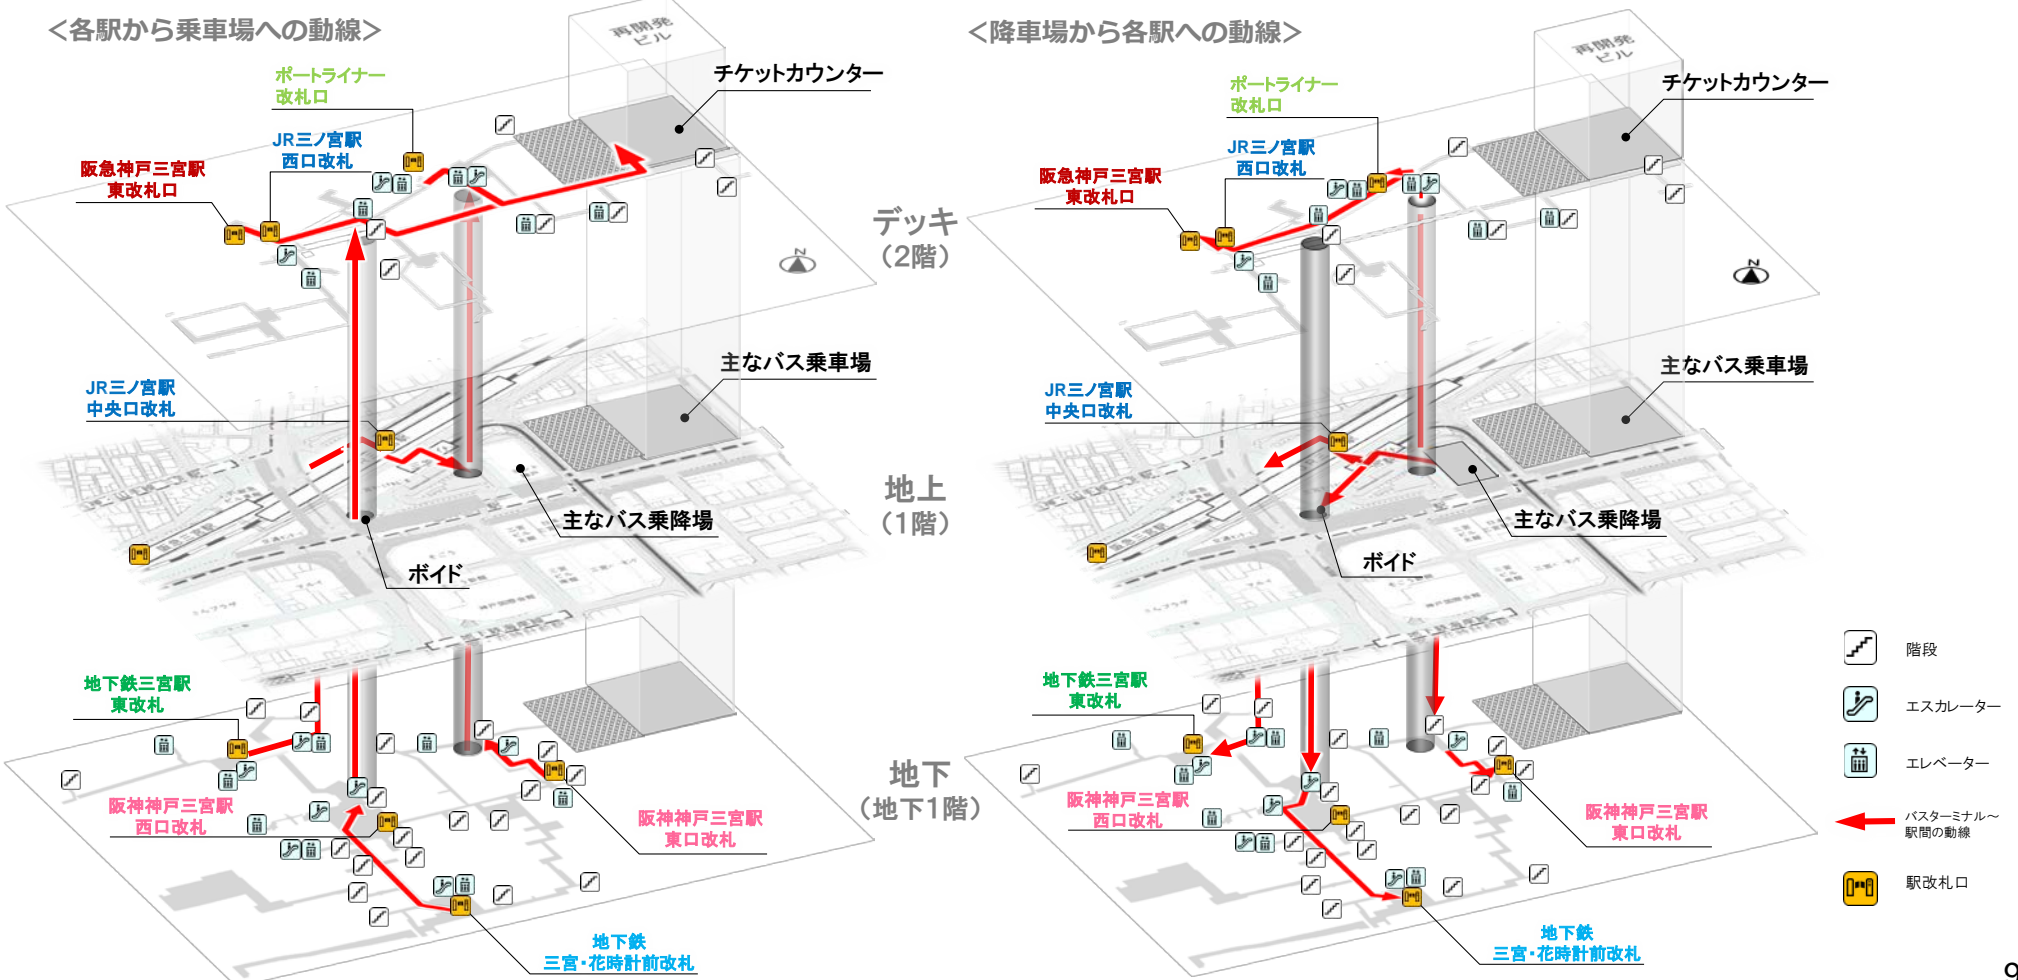 <各駅から乗車場への動線>
再開発
ビル
チケットカウンター
ポートライナー
改札口
JR三ノ宮駅
西口改札
阪急神戸三宮駅
東改札口
N
デッキ
(2階)
主なバス乗車場
JR三ノ宮駅
中央口改札
地上
(1階)
主なバス乗降場
ボイド
地下鉄三宮駅
東改札
地下
(地下1階)
阪神神戸三宮駅
西口改札
阪神神戸三宮駅
東口改札
地下鉄
三宮・花時計前改札
<降車場から各駅への動線>
再開発
ビル
チケットカウンター
ポートライナー
改札口
JR三ノ宮駅
西口改札
阪急神戸三宮駅
東改札口
N
主なバス乗車場
JR三ノ宮駅
中央口改札
主なバス乗降場
ボイド
地下鉄三宮駅
東改札
阪神神戸三宮駅
西口改札
阪神神戸三宮駅
東口改札
地下鉄
三宮・花時計前改札
階段
エスカレーター
エレベーター
バスターミナル～
駅間の動線
駅改札口
9